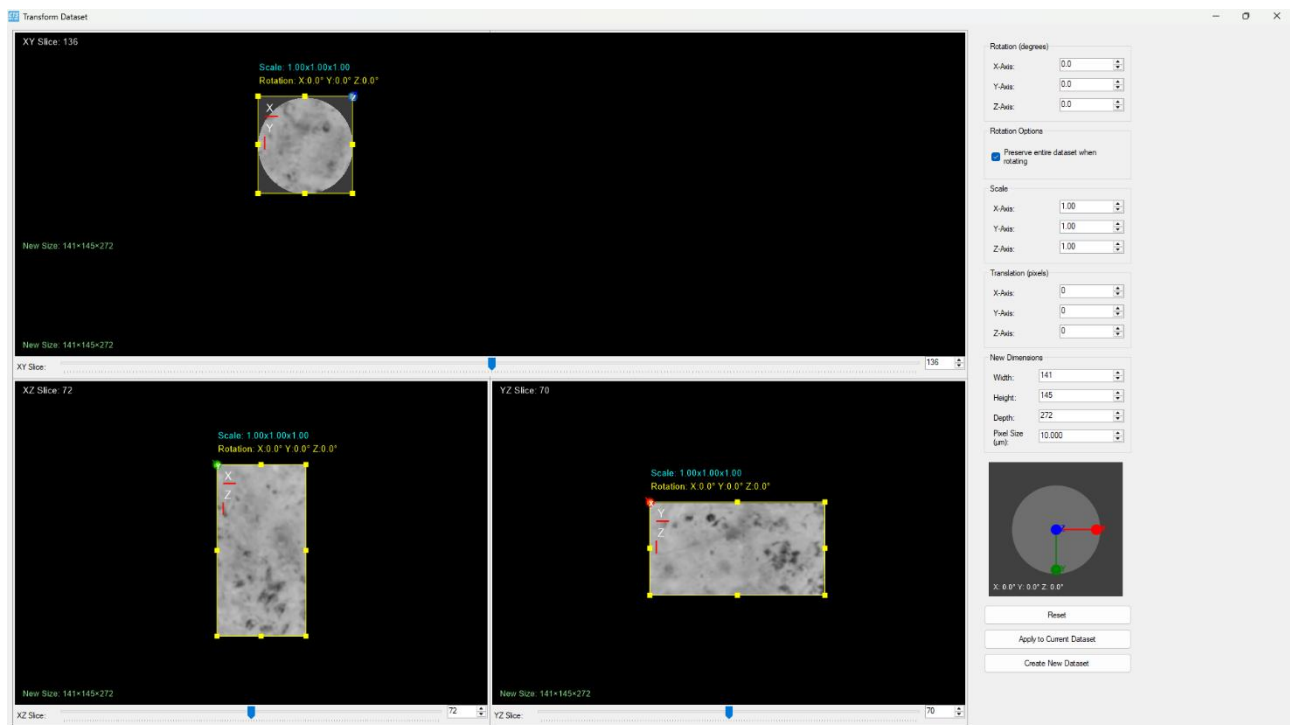 Transform Dataset
XY Slice: 136
Scale: 1.00x1.00x1.00
Rotation: X:0.0° Y:0.0° Z:0.0°
X
Y
New Size: 141×145×272
New Size: 141×145×272
XY Slice: 136
XZ Slice: 72
Scale: 1.00x1.00x1.00
Rotation: X:0.0° Y:0.0° Z:0.0°
X
Z
New Size: 141×145×272
XZ Slice: 72
YZ Slice: 70
Scale: 1.00x1.00x1.00
Rotation: X:0.0° Y:0.0° Z:0.0°
Y
Z
New Size: 141×145×272
YZ Slice: 70
Rotation (degrees)
X-Axis: 0.0
Y-Axis: 0.0
Z-Axis: 0.0
Rotation Options
Preserve entire dataset when
rotating
Scale
X-Axis: 1.00
Y-Axis: 1.00
Z-Axis: 1.00
Translation (pixels)
X-Axis: 0
Y-Axis: 0
Z-Axis: 0
New Dimensions
Width: 141
Height: 145
Depth: 272
Pixel Size
(µm): 10.000
X: 0.0° Y: 0.0° Z: 0.0°
Reset
Apply to Current Dataset
Create New Dataset